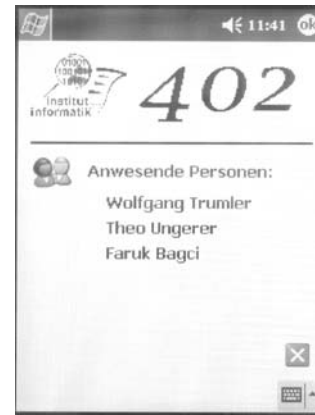 11:41 ok
institut
informatik
402
Anwesende Personen:
Wolfgang Trumler
Theo Ungerer
Faruk Bagci